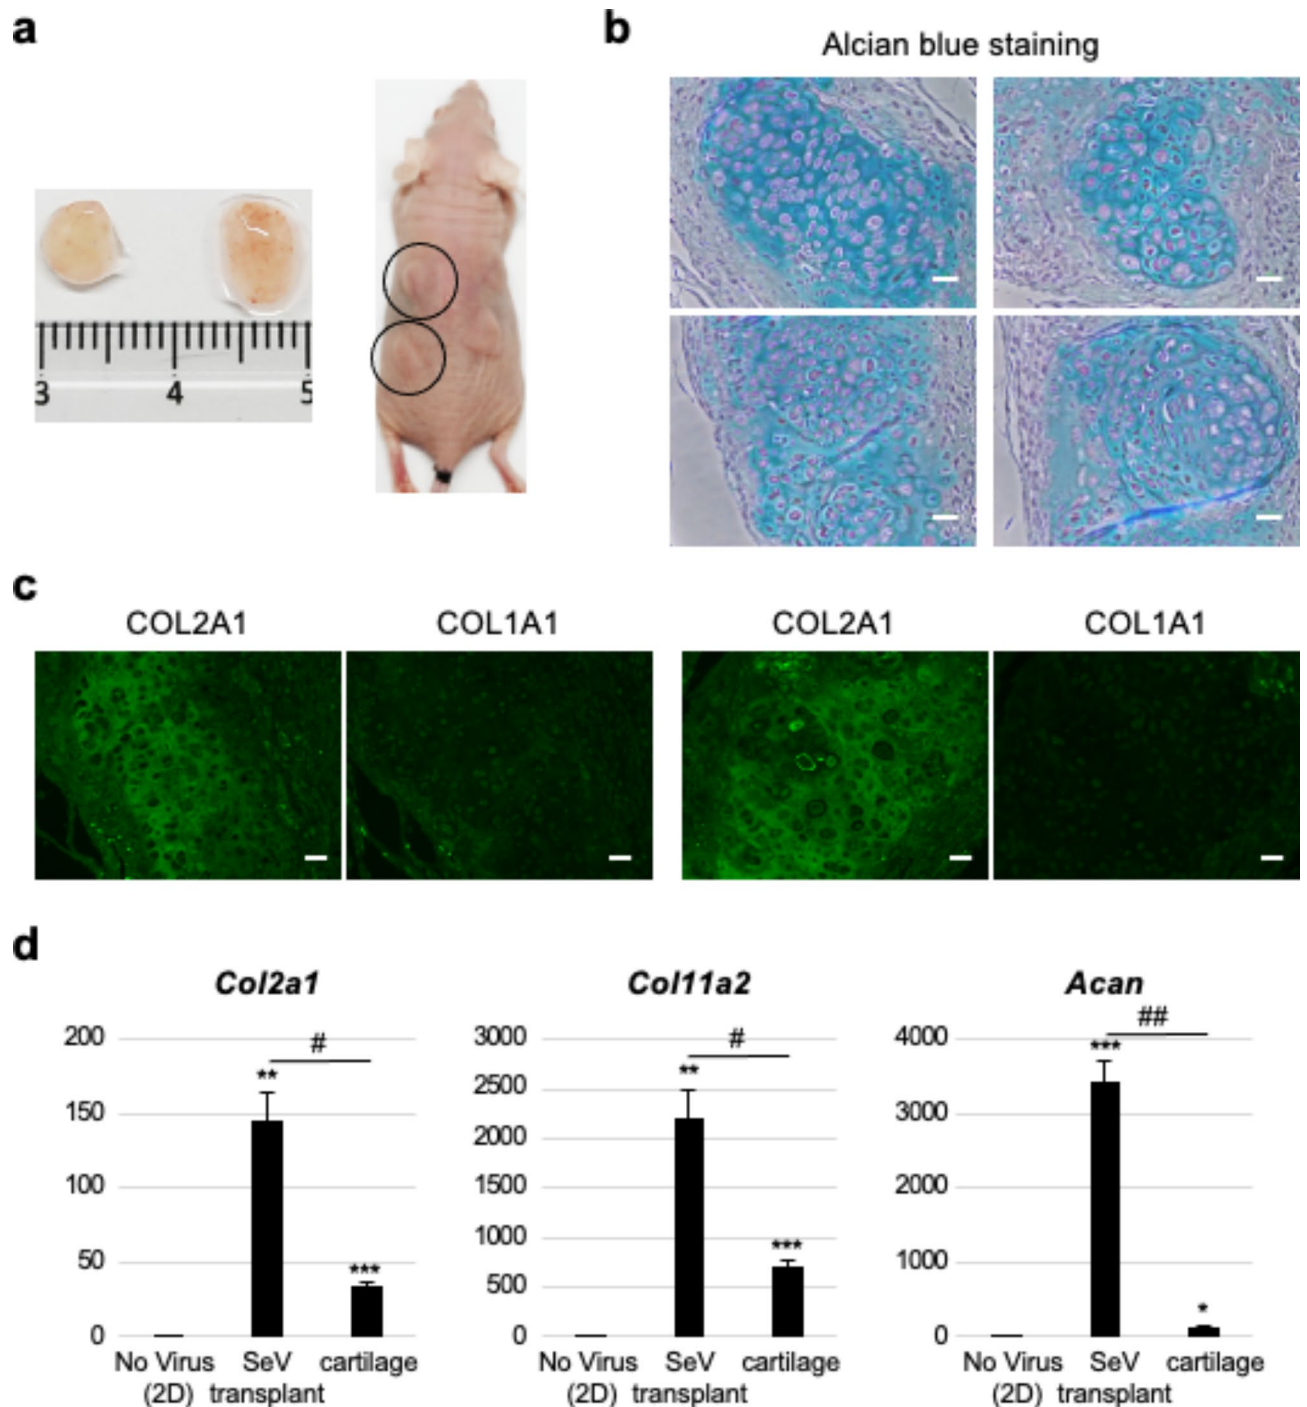 a
b
Alcian blue staining
3 4 5
c
COL2A1 COL1A1 COL2A1 COL1A1
d
Col2a1
200
150
100
50
0
#
**
***
No Virus SeV cartilage
(2D) transplant
Col11a2
3000
2500
2000
1500
1000
500
0
#
**
***
No Virus SeV cartilage
(2D) transplant
Acan
4000
3000
2000
1000
0
##
***
*
No Virus SeV cartilage
(2D) transplant